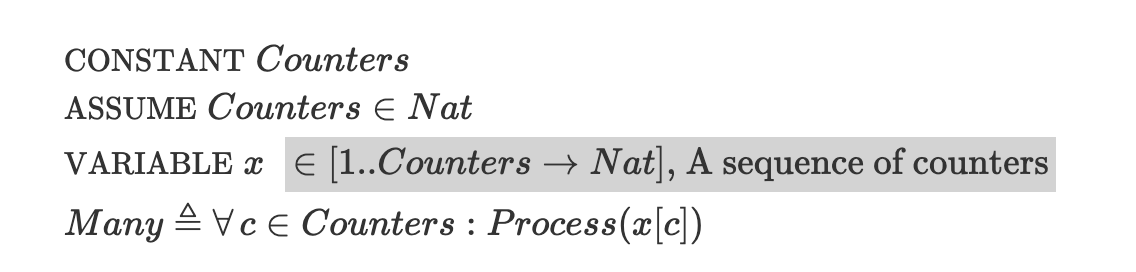 CONSTANT Counters
ASSUME Counters ∈ Nat
VARIABLE x ∈ [1..Counters → Nat], A sequence of counters
Many ≜ ∀ c ∈ Counters : Process(x[c])